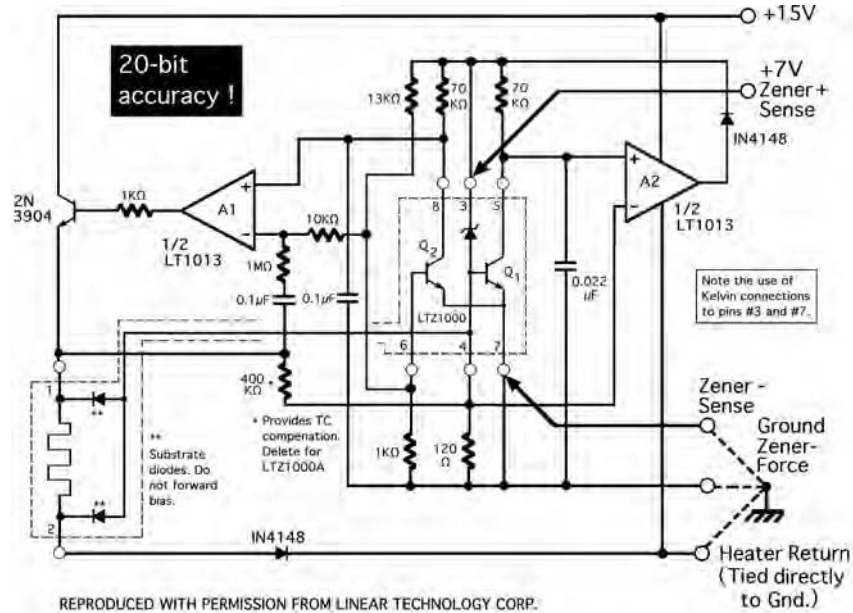 +15V
20-bit
accuracy !
+7V
Zener+
Sense
13KΩ
70
KΩ
70
KΩ
IN4148
2N
3904
1KΩ
A1
+
−
1/2
LT1013
10KΩ
1MΩ
0.1µF
0.1µF
8
3
5
Q2
Q1
LTZ1000
6
4
7
+
−
A2
1/2
LT1013
0.022
µF
Note the use of
Kelvin connections
to pins #3 and #7.
1
2
**
**
**
Substrate
diodes. Do
not forward
bias.
400
KΩ
*
* Provides TC
compenation.
Delete for
LTZ1000A
1KΩ
120
Ω
Zener -
Sense
Ground
Zener-
Force
IN4148
Heater Return
(Tied directly
to Gnd.)
REPRODUCED WITH PERMISSION FROM LINEAR TECHNOLOGY CORP.